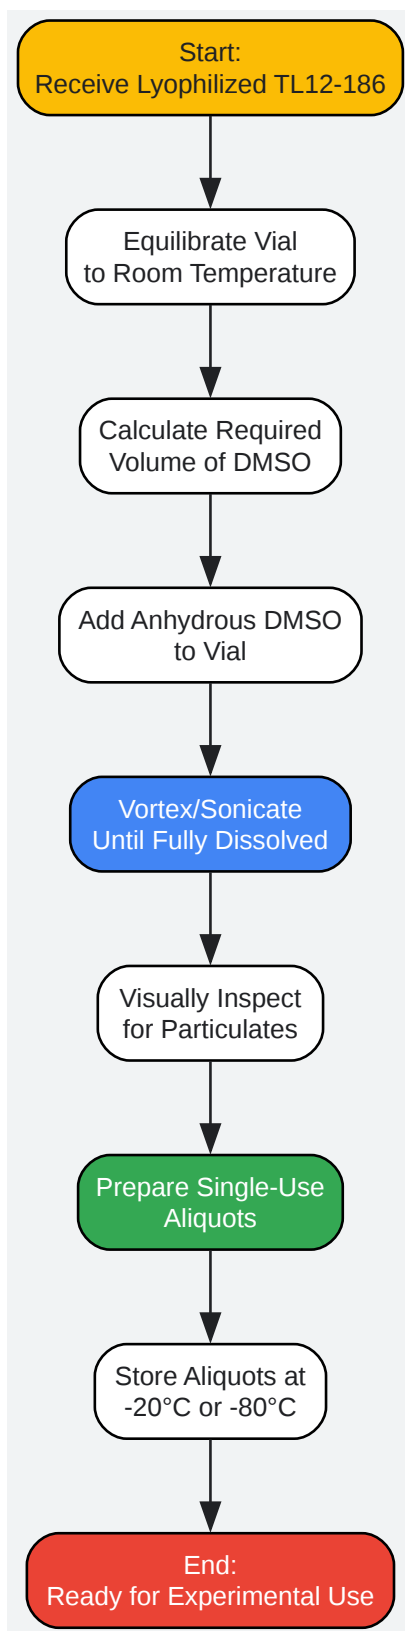 Start:
Receive Lyophilized TL12-186
Equilibrate Vial
to Room Temperature
Calculate Required
Volume of DMSO
Add Anhydrous DMSO
to Vial
Vortex/Sonicate
Until Fully Dissolved
Visually Inspect
for Particulates
Prepare Single-Use
Aliquots
Store Aliquots at
-20°C or -80°C
End:
Ready for Experimental Use